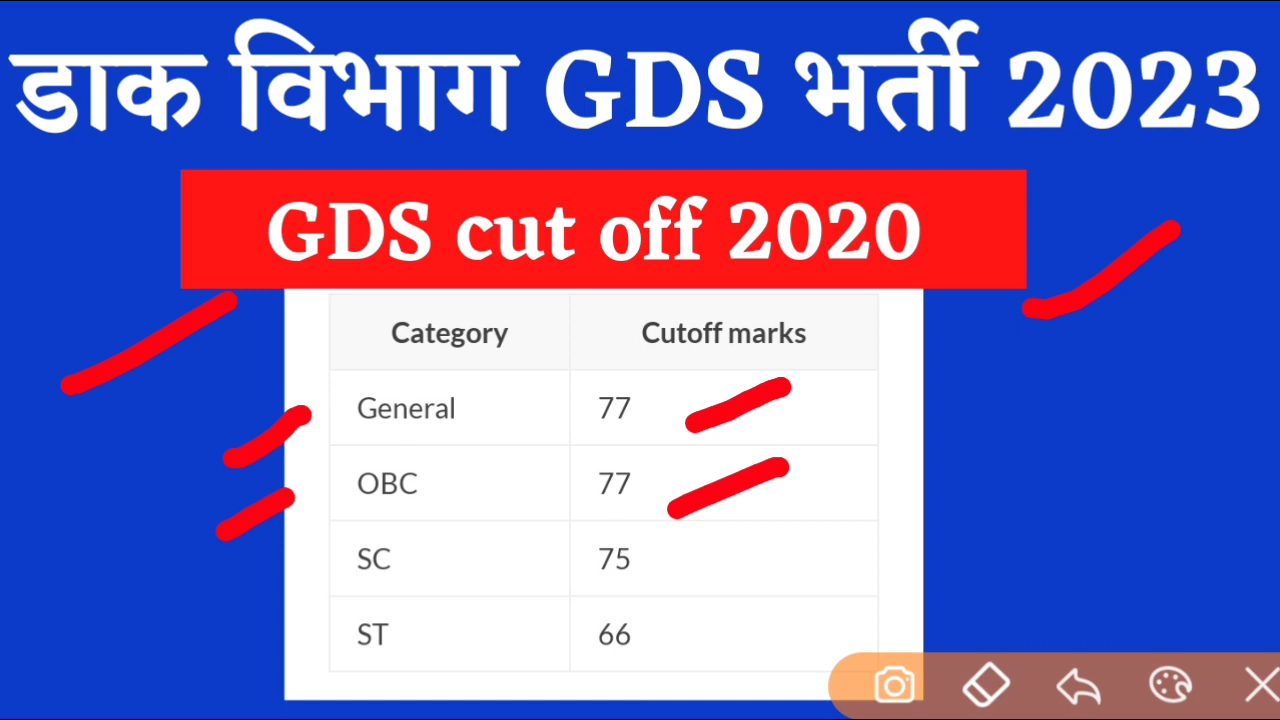 डाक विभाग GDS भर्ती 2023
GDS cut off 2020
Category Cutoff marks
General 77
OBC 77
SC 75
ST 66